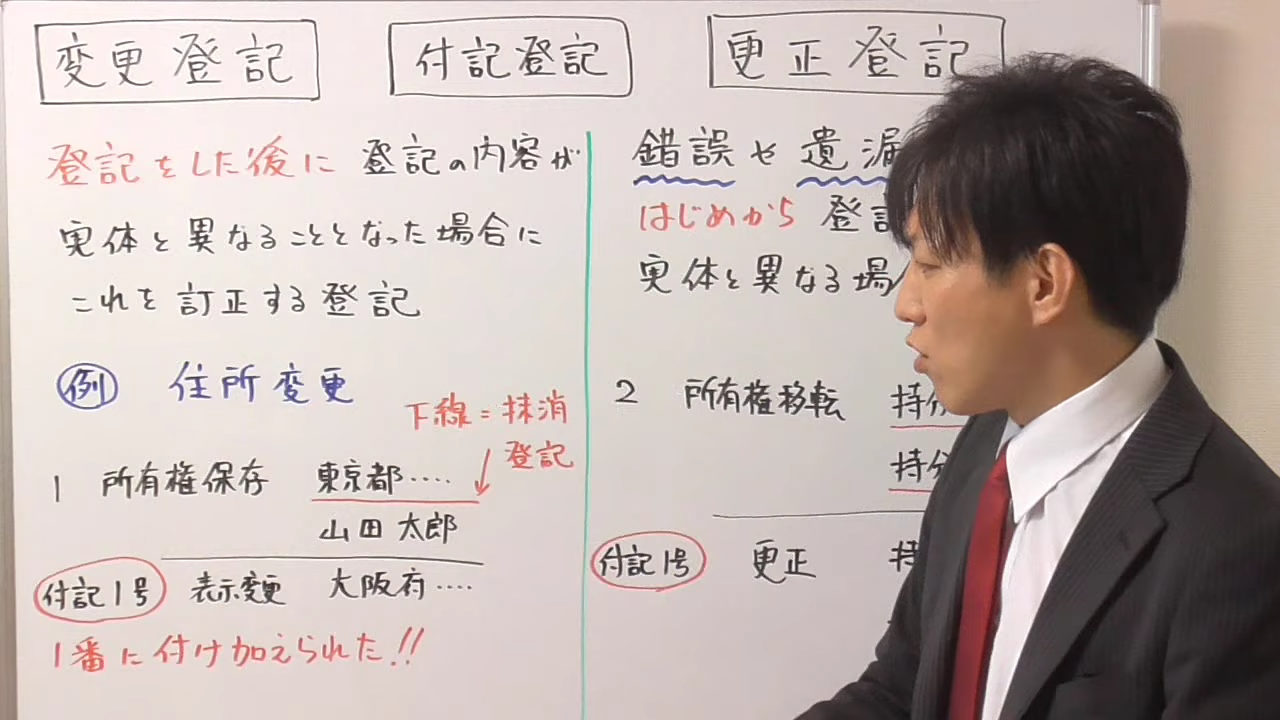 変更登記
付記登記
更正登記
登記をした後に 登記の内容が
実体と異なることとなった場合に
これを訂正する登記
例 住所変更
下線=抹消
登記
1 所有権保存 東京都‥‥
山田太郎
付記1号 表示変更 大阪府‥‥
1番に付け加えられた!!
錯誤や遺漏
はじめから 登記
実体と異なる場
2 所有権移転 持分
持分
付記1号 更正 持